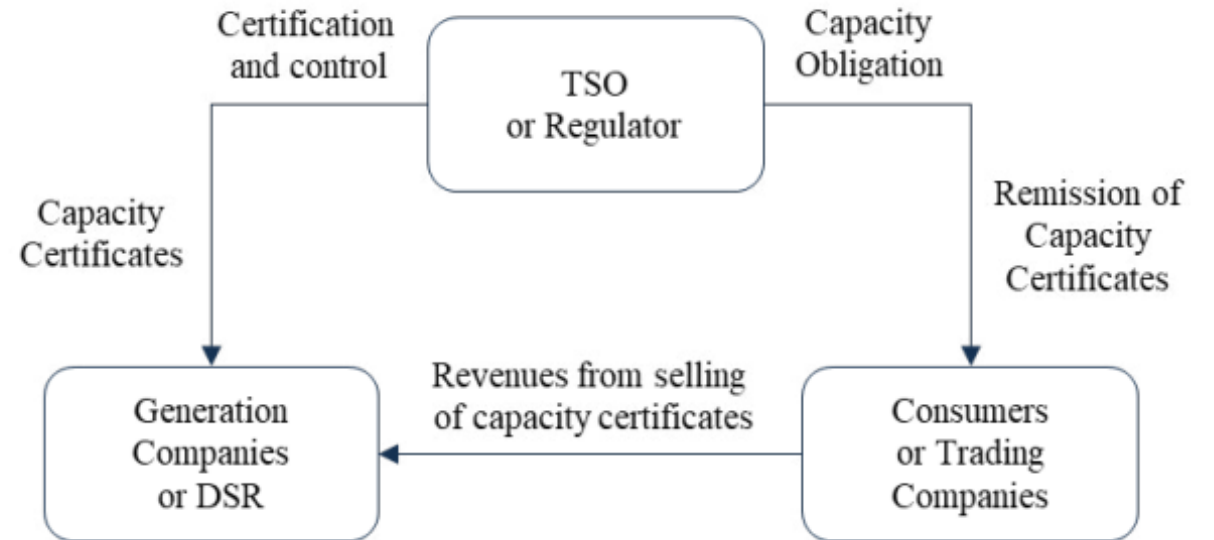 Certification
and control
TSO
or Regulator
Capacity
Obligation
Capacity
Certificates
Remission of
Capacity
Certificates
Revenues from selling
of capacity certificates
Generation
Companies
or DSR
Consumers
or Trading
Companies